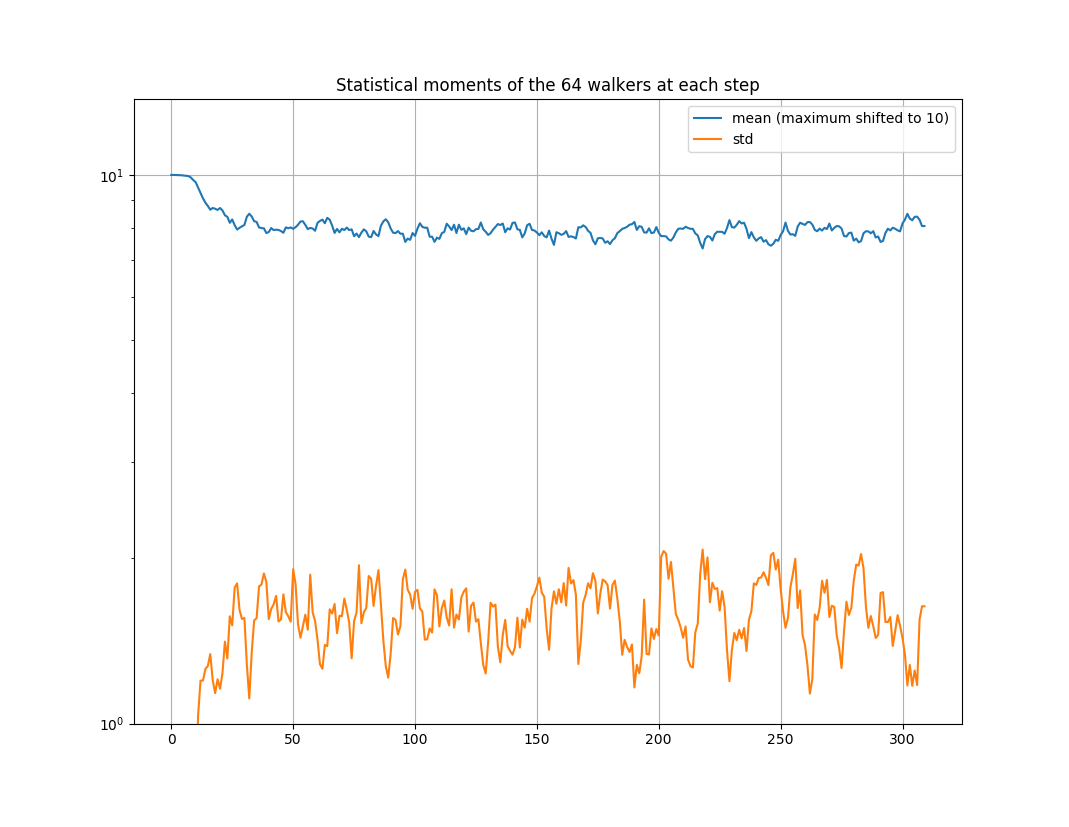 Statistical moments of the 64 walkers at each step
mean (maximum shifted to 10)
std
10¹
10⁰
0 50 100 150 200 250 300